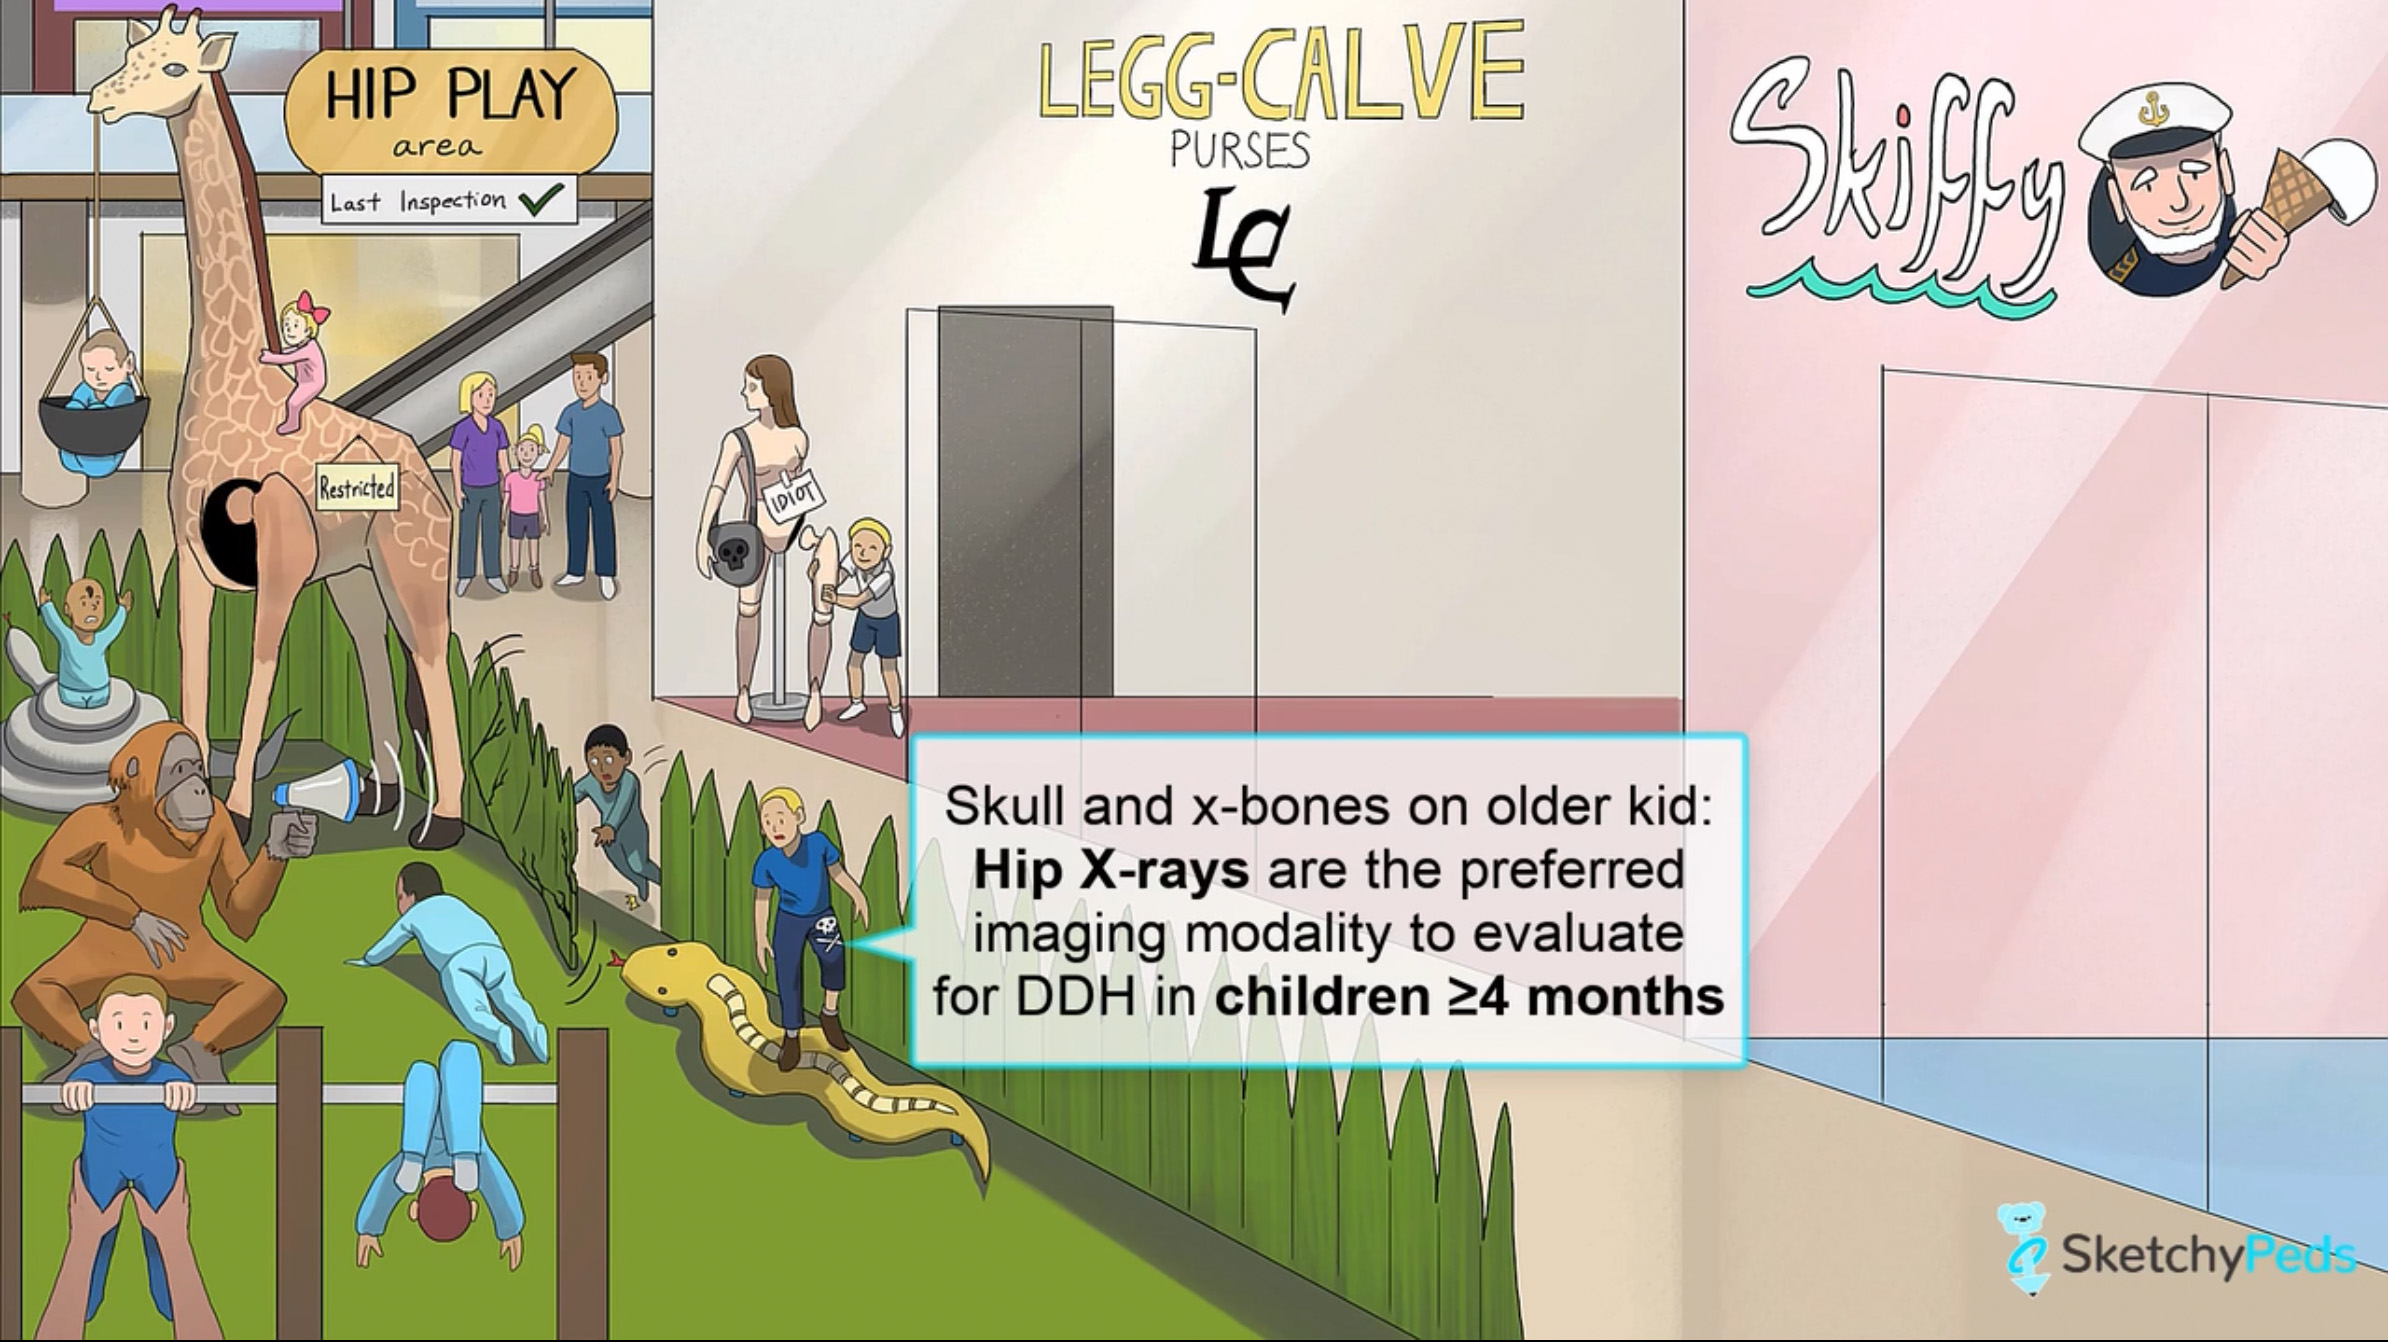 HIP PLAY
area
Last Inspection
LEGG-CALVE
PURSES
LC
Skiffy
Restricted
IDIOT
Skull and x-bones on older kid:
Hip X-rays are the preferred
imaging modality to evaluate
for DDH in children ≥4 months
SketchyPeds